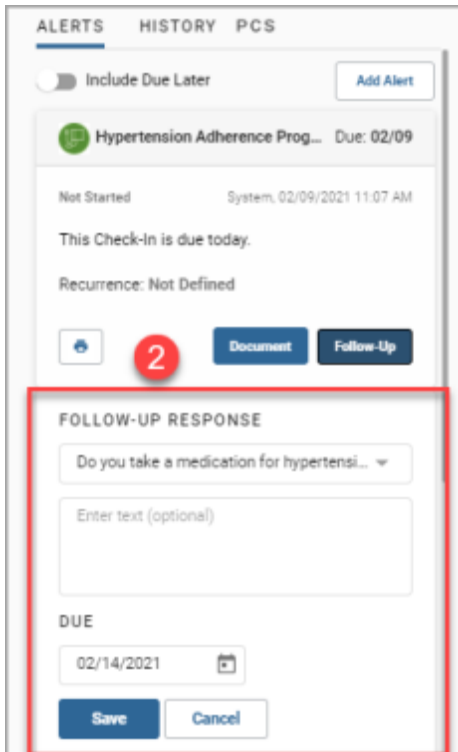 ALERTS HISTORY PCS
Include Due Later Add Alert
Hypertension Adherence Prog... Due: 02/09
Not Started System, 02/09/2021 11:07 AM
This Check-In is due today.
Recurrence: Not Defined
2 Document Follow-Up
FOLLOW-UP RESPONSE
Do you take a medication for hypertensi...
Enter text (optional)
DUE
02/14/2021
Save Cancel